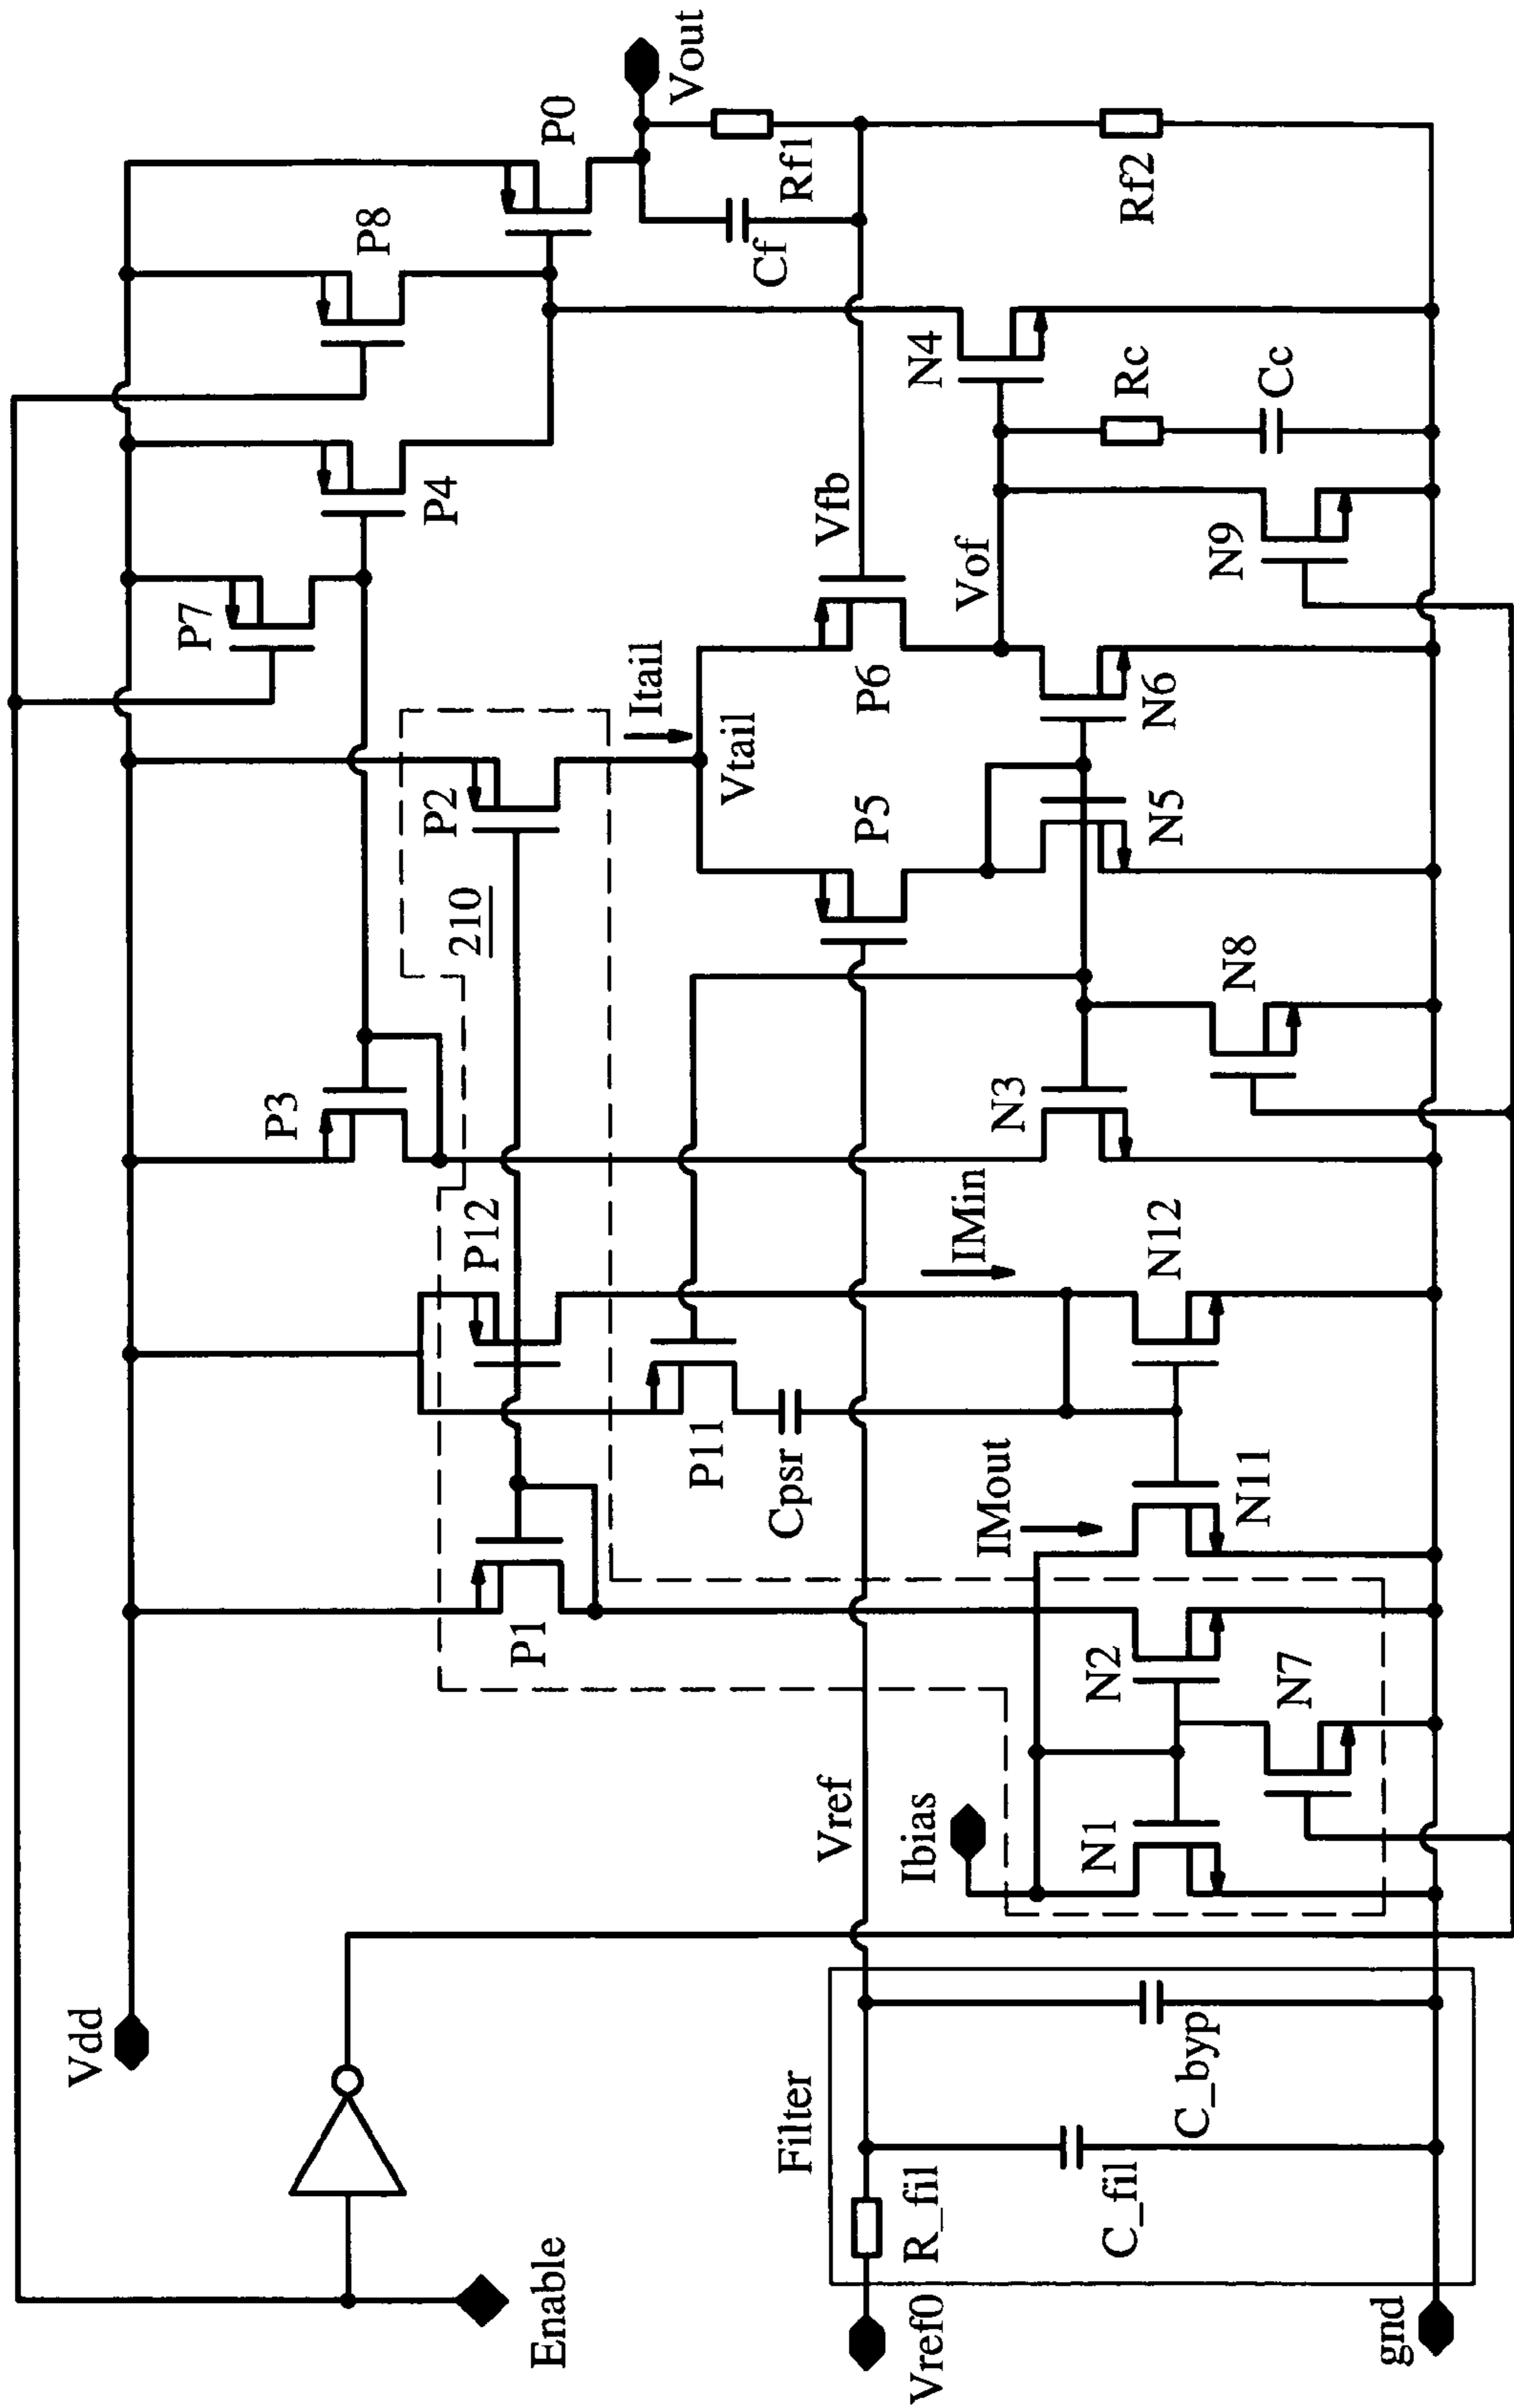 Enable
Vdd
P7
P8
P4
P0
Vout
P3
P12
210
P2
P1
P11
Cpsr
Itail
Vtail
P5
P6
Vfb
Cf
Rf1
Rf2
Vref0
R_fil
Filter
C_fil
C_byp
Vref
Ibias
IMout
IMin
N1
N2
N7
N11
N12
N3
N8
N5
N6
Vof
N9
N4
Rc
Cc
gnd